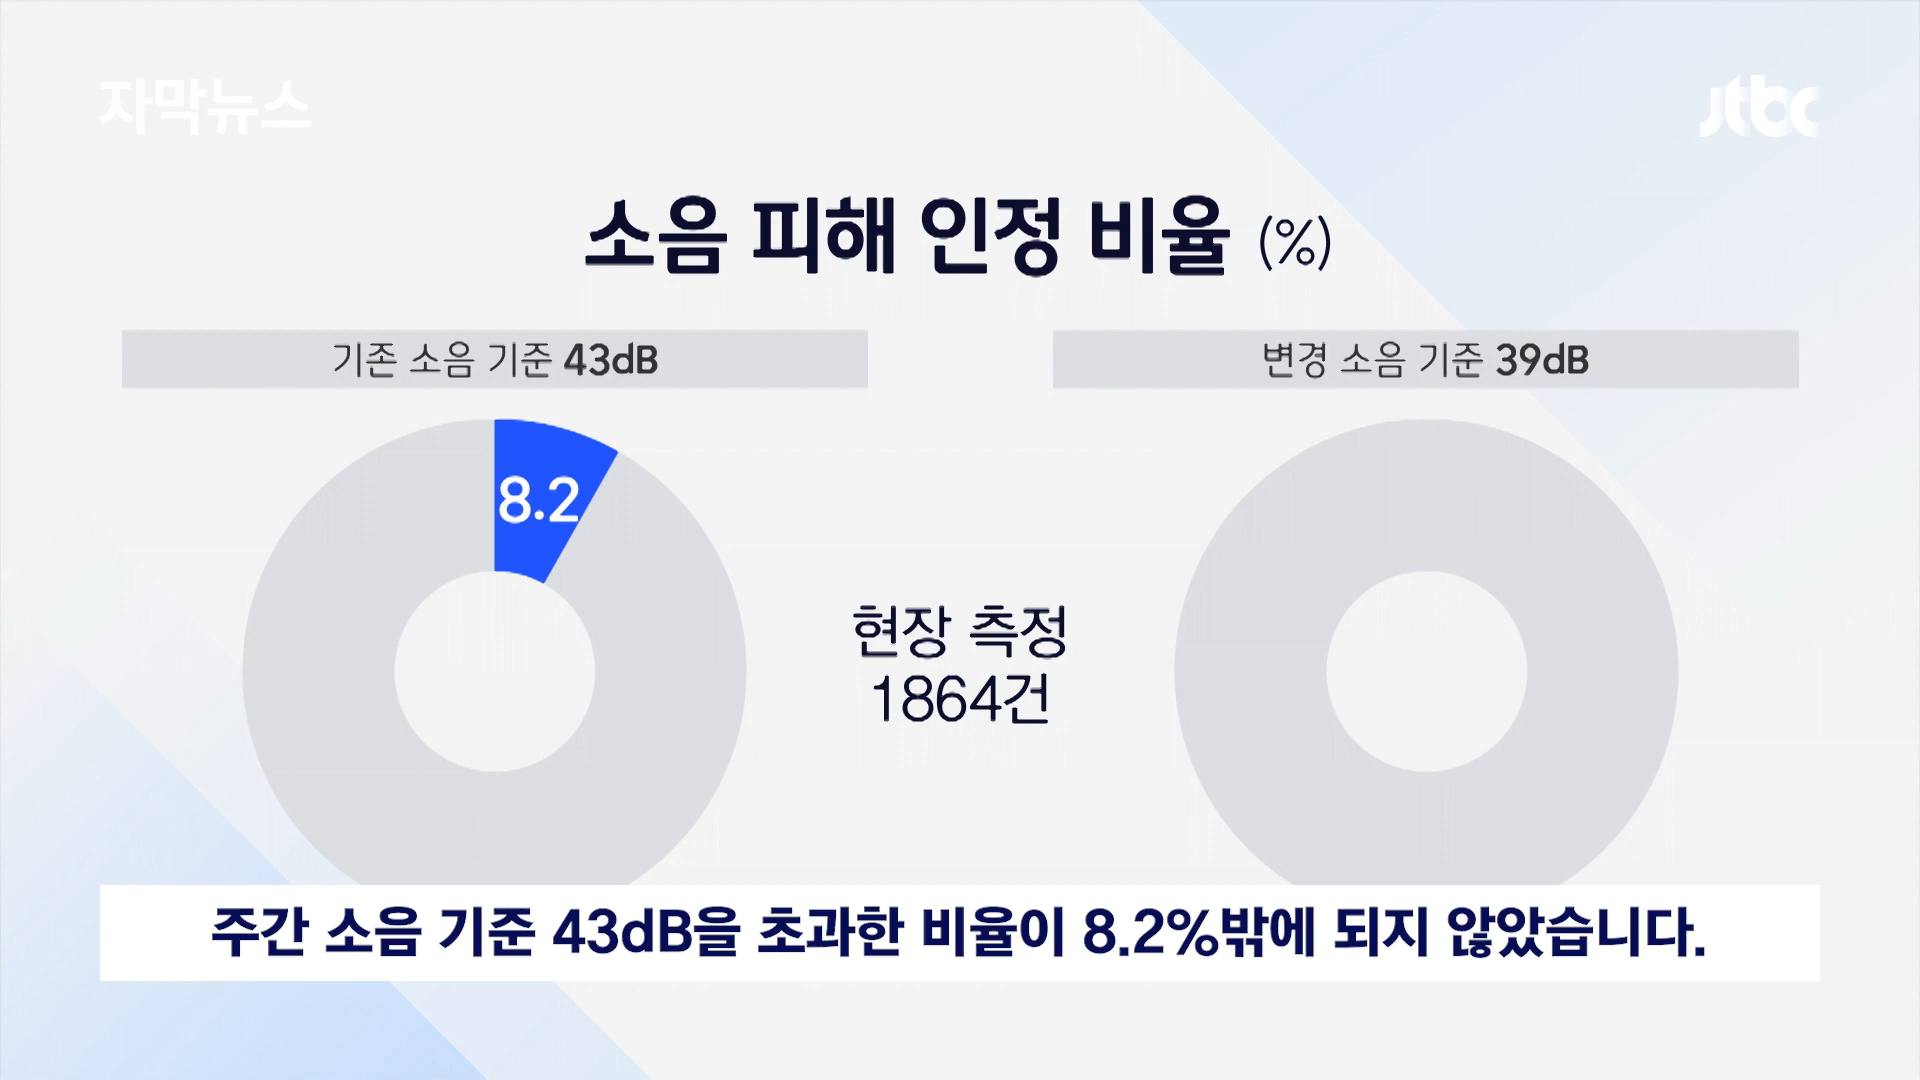 자막뉴스
jtbc
소음 피해 인정 비율 (%)
기존 소음 기준 43dB
변경 소음 기준 39dB
8.2
현장 측정
1864건
주간 소음 기준 43dB을 초과한 비율이 8.2%밖에 되지 않았습니다.